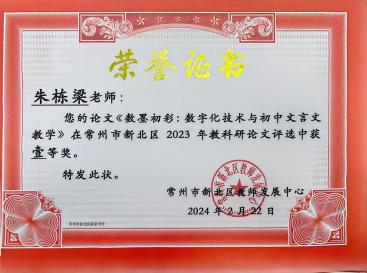 荣誉证书
朱栋梁老师：
您的论文《数墨初彩：数字化技术与初中文言文
教学》在常州市新北区 2023 年教科研论文评选中获
壹等奖。
特发此状。
常州市新北区教师发展中心
2024 年 2 月 22 日